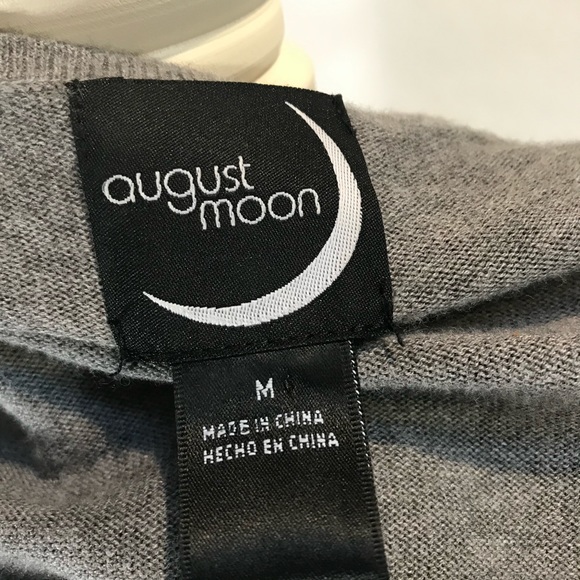 august
moon
M
MADE IN CHINA
HECHO EN CHINA